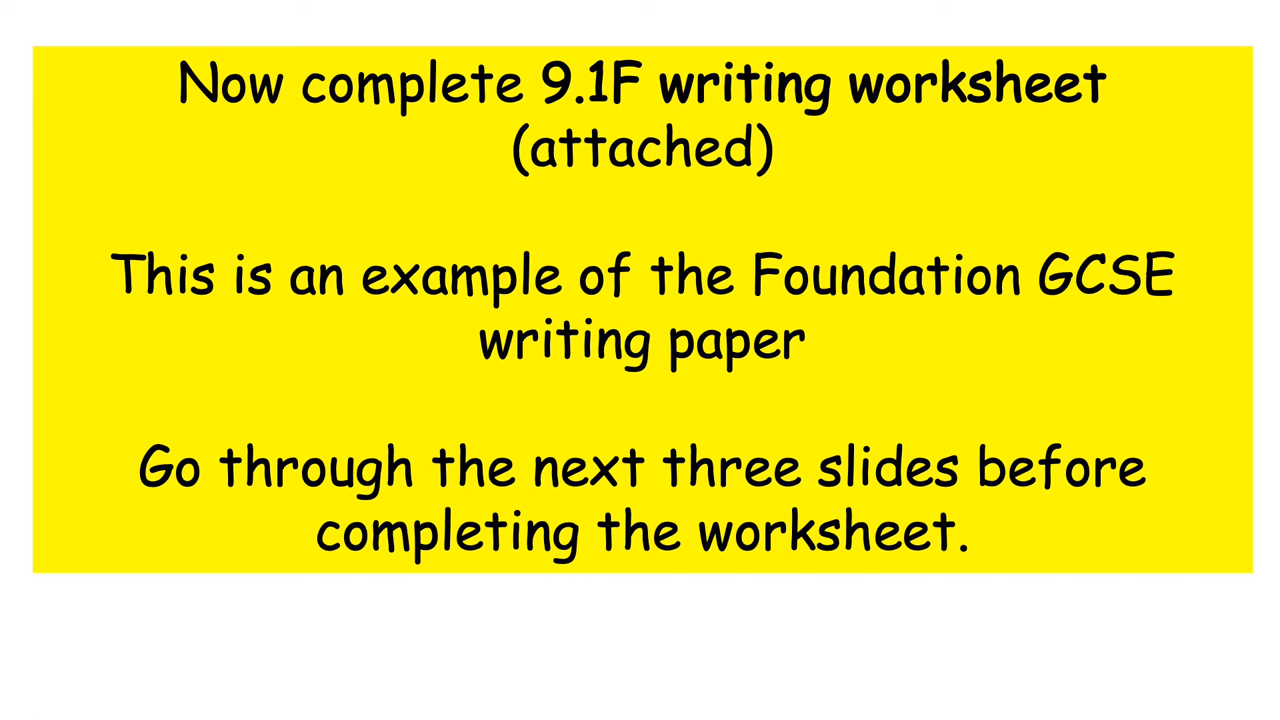 Now complete 9.1F writing worksheet
(attached)
This is an example of the Foundation GCSE
writing paper
Go through the next three slides before
completing the worksheet.